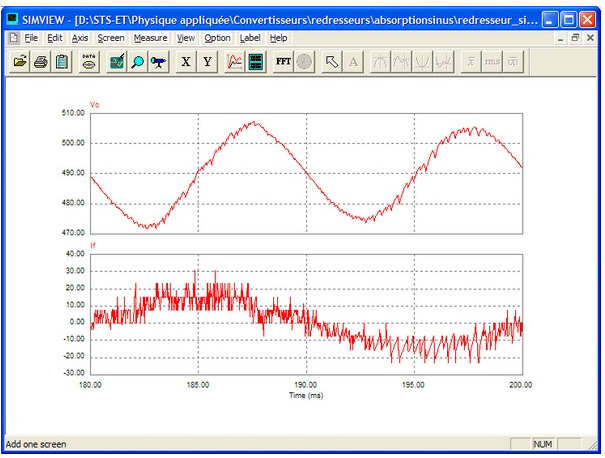 SIMVIEW - [D:\STS-ET\Physique appliquée\Convertisseurs\redresseurs\absorptionsinus\redresseur_si...
File Edit Axis Screen Measure View Option Label Help
DATA X Y FFT A x rms |x|
Vc
510.00
500.00
490.00
480.00
470.00
If
40.00
30.00
20.00
10.00
0.00
-10.00
-20.00
-30.00
180.00 185.00 190.00 195.00 200.00
Time (ms)
Add one screen NUM